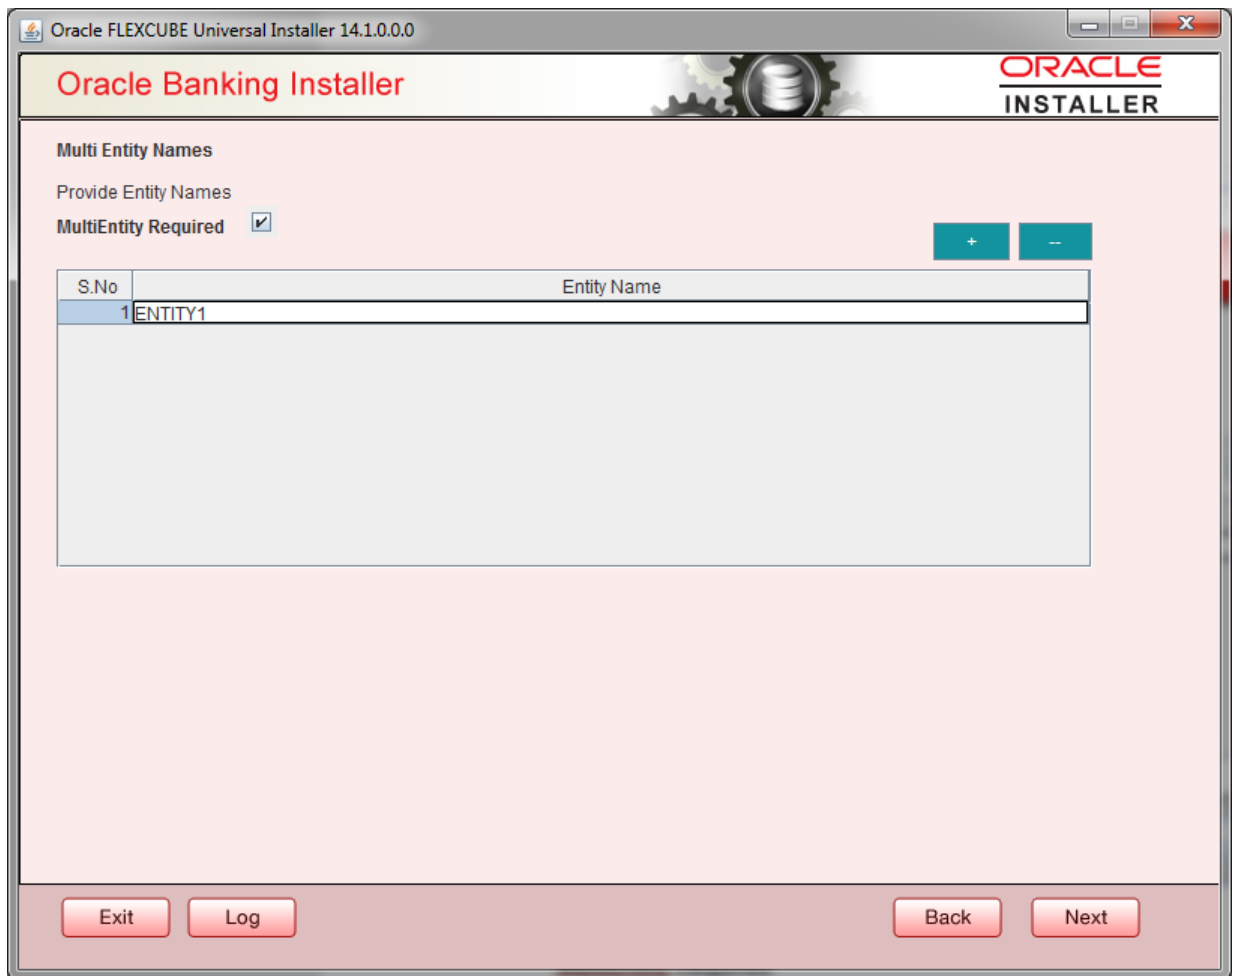 Oracle FLEXCUBE Universal Installer 14.1.0.0.0
Oracle Banking Installer
ORACLE
INSTALLER
Multi Entity Names
Provide Entity Names
MultiEntity Required
+ --
S.No Entity Name
1 ENTITY1
Exit Log Back Next